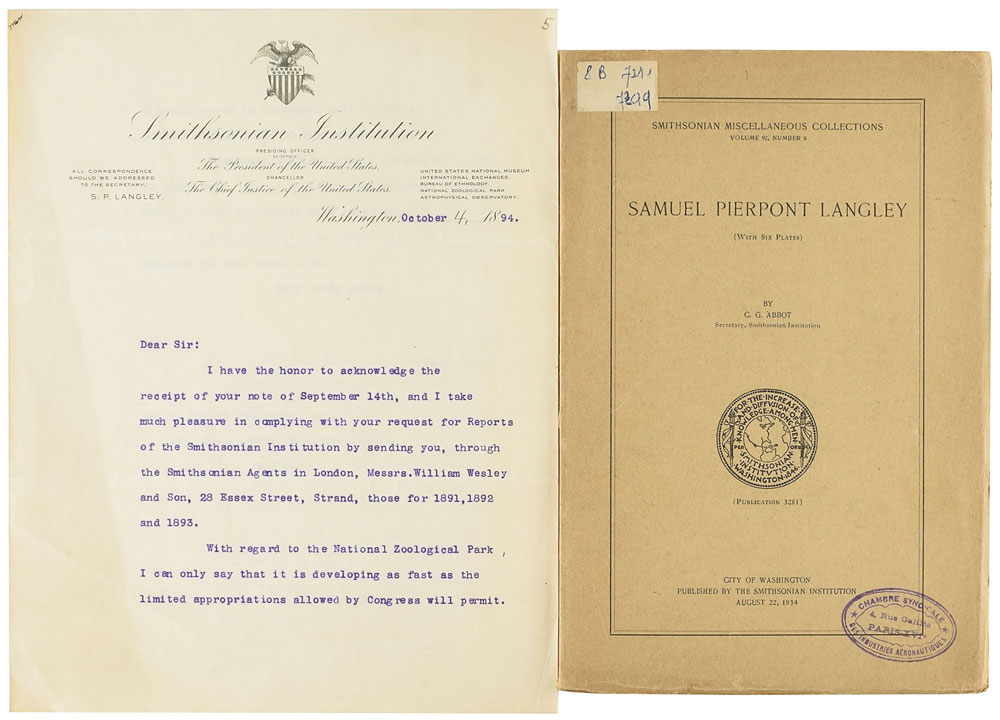 5
Smithsonian Institution
PRESIDING OFFICER
EX-OFFICIO
The President of the United States.
CHANCELLOR
The Chief Justice of the United States.
ALL CORRESPONDENCE
SHOULD BE ADDRESSED
TO THE SECRETARY,
S. P. LANGLEY.
UNITED STATES NATIONAL MUSEUM
INTERNATIONAL EXCHANGES.
BUREAU OF ETHNOLOGY.
NATIONAL ZOOLOGICAL PARK.
ASTROPHYSICAL OBSERVATORY.
Washington, October 4, 1894.
Dear Sir:
I have the honor to acknowledge the
receipt of your note of September 14th, and I take
much pleasure in complying with your request for Reports
of the Smithsonian Institution by sending you, through
the Smithsonian Agents in London, Messrs.William Wesley
and Son, 28 Essex Street, Strand, those for 1891,1892
and 1893.
With regard to the National Zoological Park ,
I can only say that it is developing as fast as the
limited appropriations allowed by Congress will permit.
8 B 7211
SMITHSONIAN MISCELLANEOUS COLLECTIONS
VOLUME 92, NUMBER 8
SAMUEL PIERPONT LANGLEY
(WITH SIX PLATES)
BY
C. G. ABBOT
Secretary, Smithsonian Institution
FOR·THE·INCREASE·
AND·DIFFUSION·OF
KNOWLEDGE·AMONG·MEN
PER ORBEM
SMITHSONIAN
INSTITUTION
WASHINGTON·1846
(PUBLICATION 3281)
CITY OF WASHINGTON
PUBLISHED BY THE SMITHSONIAN INSTITUTION
AUGUST 22, 1934
CHAMBRE SYNDICALE
4, Rue Galilée
PARIS-XVIe
DES INDUSTRIES AÉRONAUTIQUES